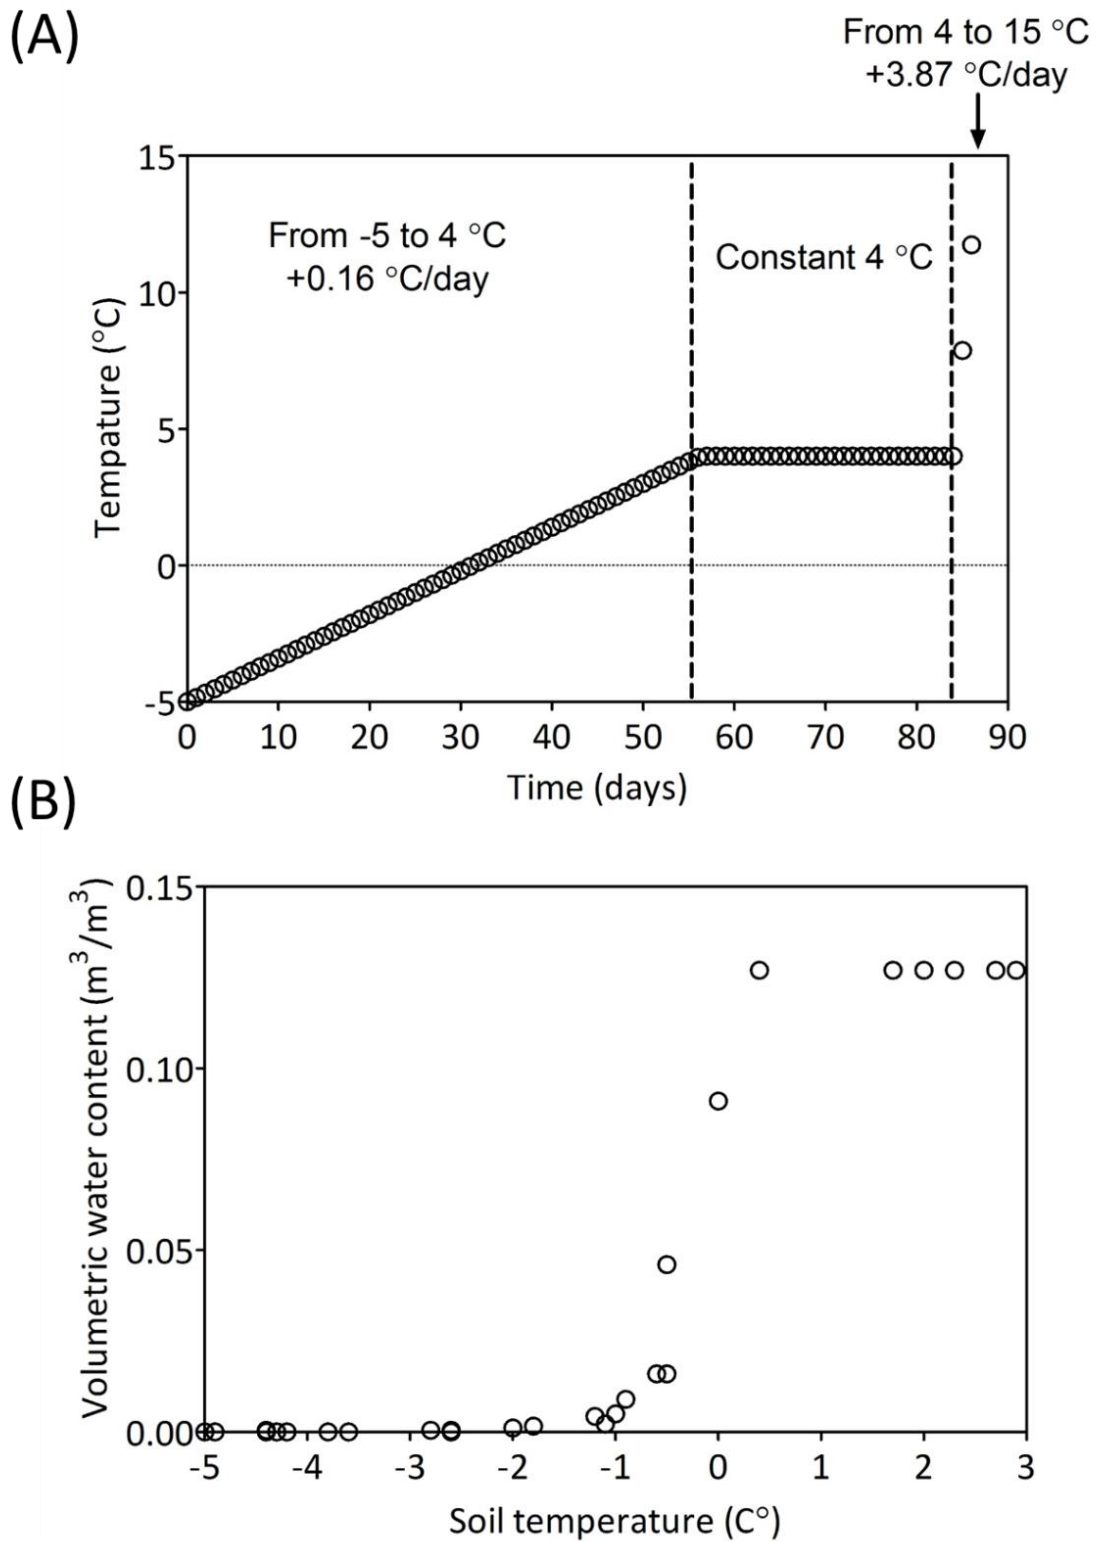 (A)
From 4 to 15 °C
+3.87 °C/day
15
From -5 to 4 °C
+0.16 °C/day
Constant 4 °C
10
5
0
-5
Tempature (°C)
0 10 20 30 40 50 60 70 80 90
Time (days)
(B)
0.15
0.10
0.05
0.00
Volumetric water content (m³/m³)
-5 -4 -3 -2 -1 0 1 2 3
Soil temperature (C°)